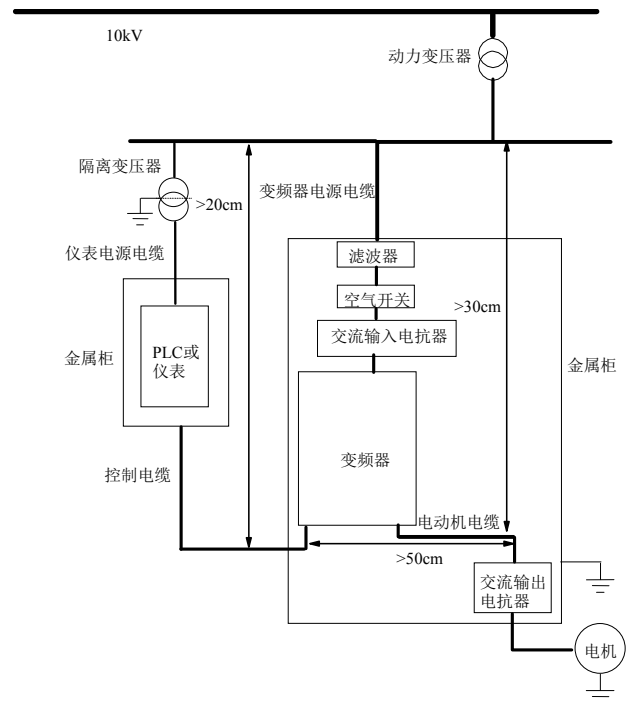 10kV
动力变压器
隔离变压器
>20cm
变频器电源电缆
仪表电源电缆
滤波器
空气开关
>30cm
交流输入电抗器
PLC或
仪表
金属柜
金属柜
变频器
控制电缆
电动机电缆
>50cm
交流输出
电抗器
电机